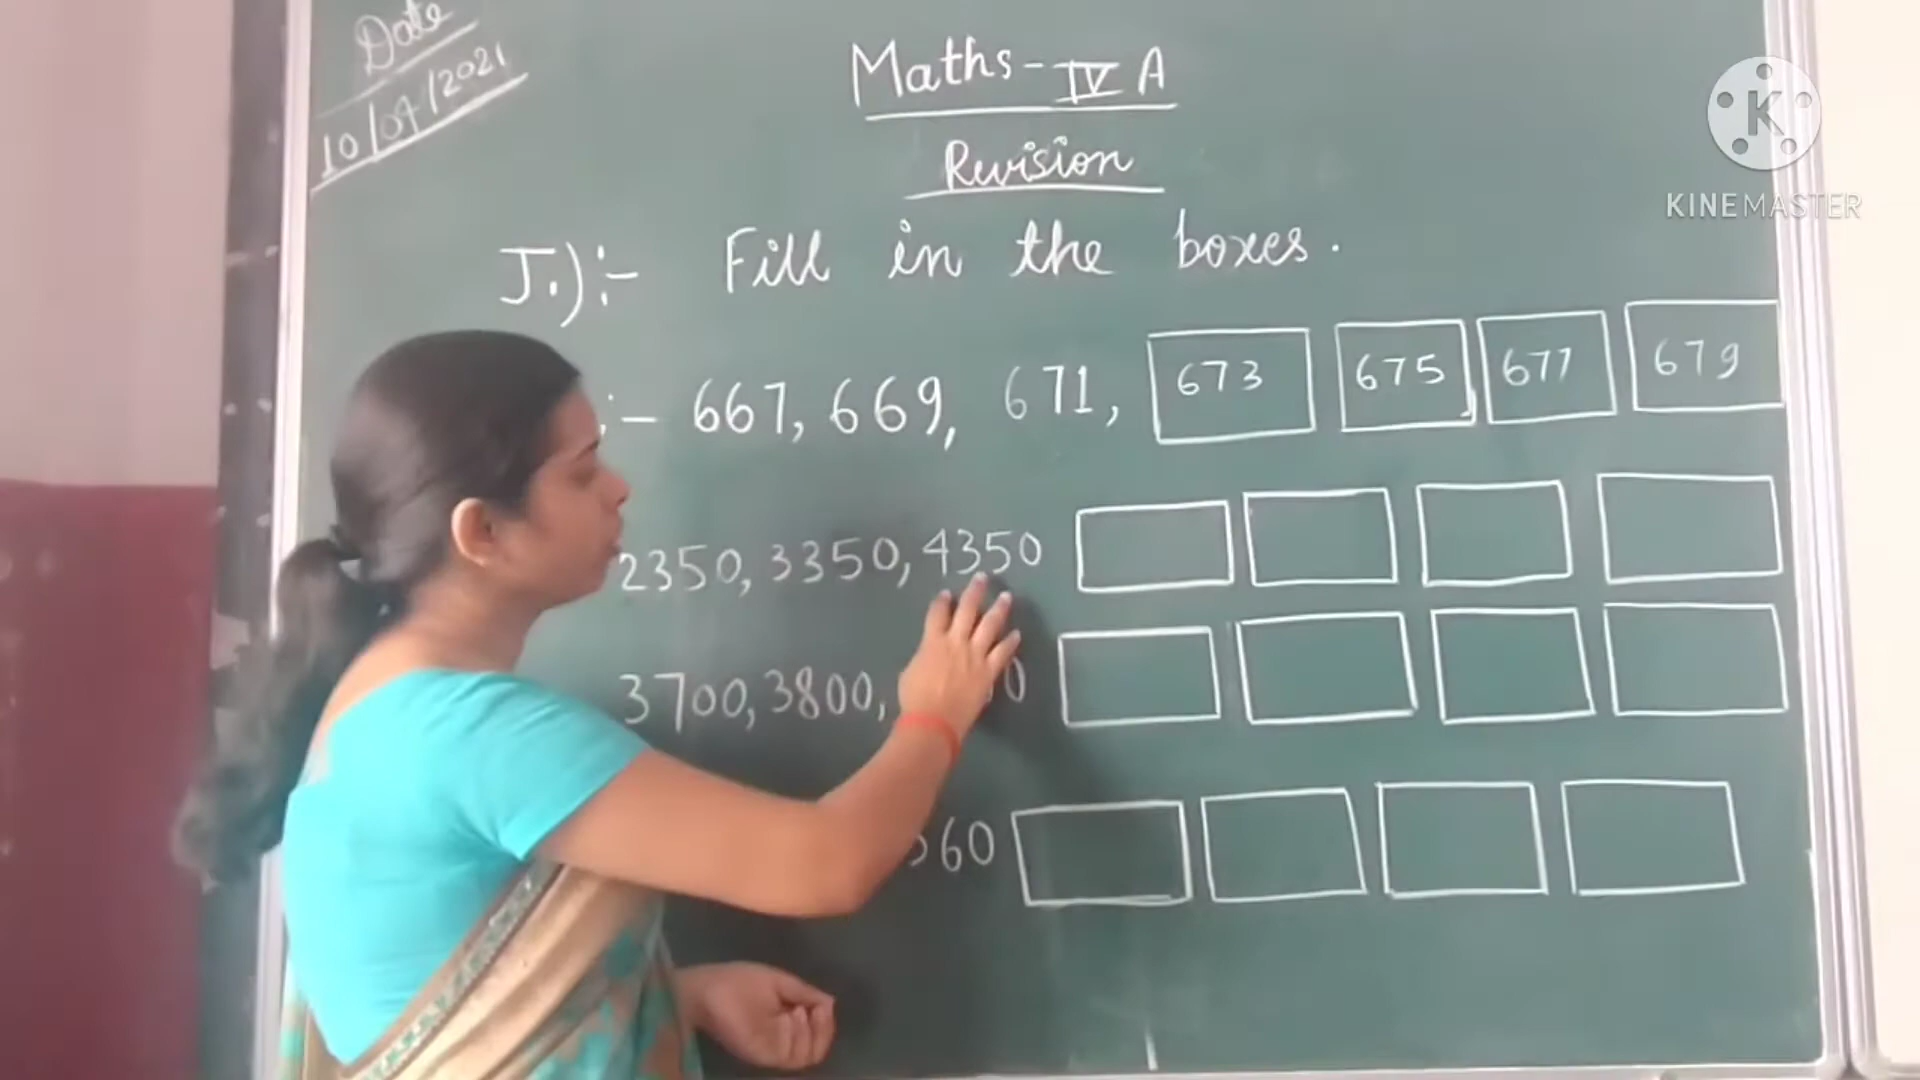 Date
10/09/2021
Maths-IV A
Revision
J.):- Fill in the boxes.
:- 667, 669, 671, 673 675 677 679
2350, 3350, 4350
3700, 3800,
60
K
KINEMASTER